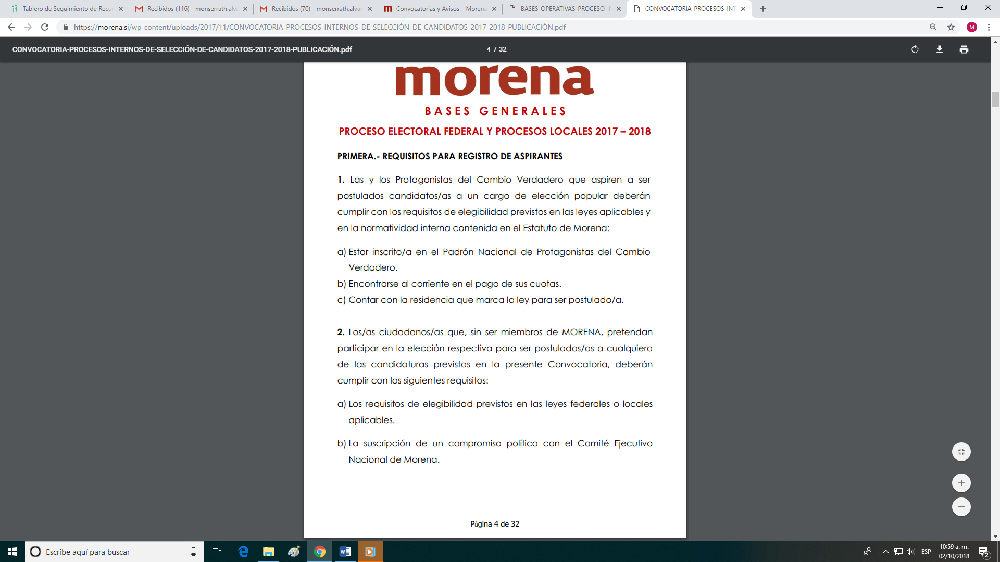 Tablero de Seguimiento de Recur
Recibidos (116) - monserrath.alva
Recibidos (70) - monserrath.alvar
Convocatorias y Avisos – Morena
BASES-OPERATIVAS-PROCESO-IN
CONVOCATORIA-PROCESOS-INT
https://morena.si/wp-content/uploads/2017/11/CONVOCATORIA-PROCESOS-INTERNOS-DE-SELECCIÓN-DE-CANDIDATOS-2017-2018-PUBLICACIÓN.pdf
M
CONVOCATORIA-PROCESOS-INTERNOS-DE-SELECCIÓN-DE-CANDIDATOS-2017-2018-PUBLICACIÓN.pdf
4 / 32
morena
BASES GENERALES
PROCESO ELECTORAL FEDERAL Y PROCESOS LOCALES 2017 – 2018
PRIMERA.- REQUISITOS PARA REGISTRO DE ASPIRANTES
1. Las y los Protagonistas del Cambio Verdadero que aspiren a ser
postulados candidatos/as a un cargo de elección popular deberán
cumplir con los requisitos de elegibilidad previstos en las leyes aplicables y
en la normatividad interna contenida en el Estatuto de Morena:
a) Estar inscrito/a en el Padrón Nacional de Protagonistas del Cambio
Verdadero.
b) Encontrarse al corriente en el pago de sus cuotas.
c) Contar con la residencia que marca la ley para ser postulado/a.
2. Los/as ciudadanos/as que, sin ser miembros de MORENA, pretendan
participar en la elección respectiva para ser postulados/as a cualquiera
de las candidaturas previstas en la presente Convocatoria, deberán
cumplir con los siguientes requisitos:
a) Los requisitos de elegibilidad previstos en las leyes federales o locales
aplicables.
b) La suscripción de un compromiso político con el Comité Ejecutivo
Nacional de Morena.
Página 4 de 32
Escribe aquí para buscar
ESP
10:59 a. m.
02/10/2018
2